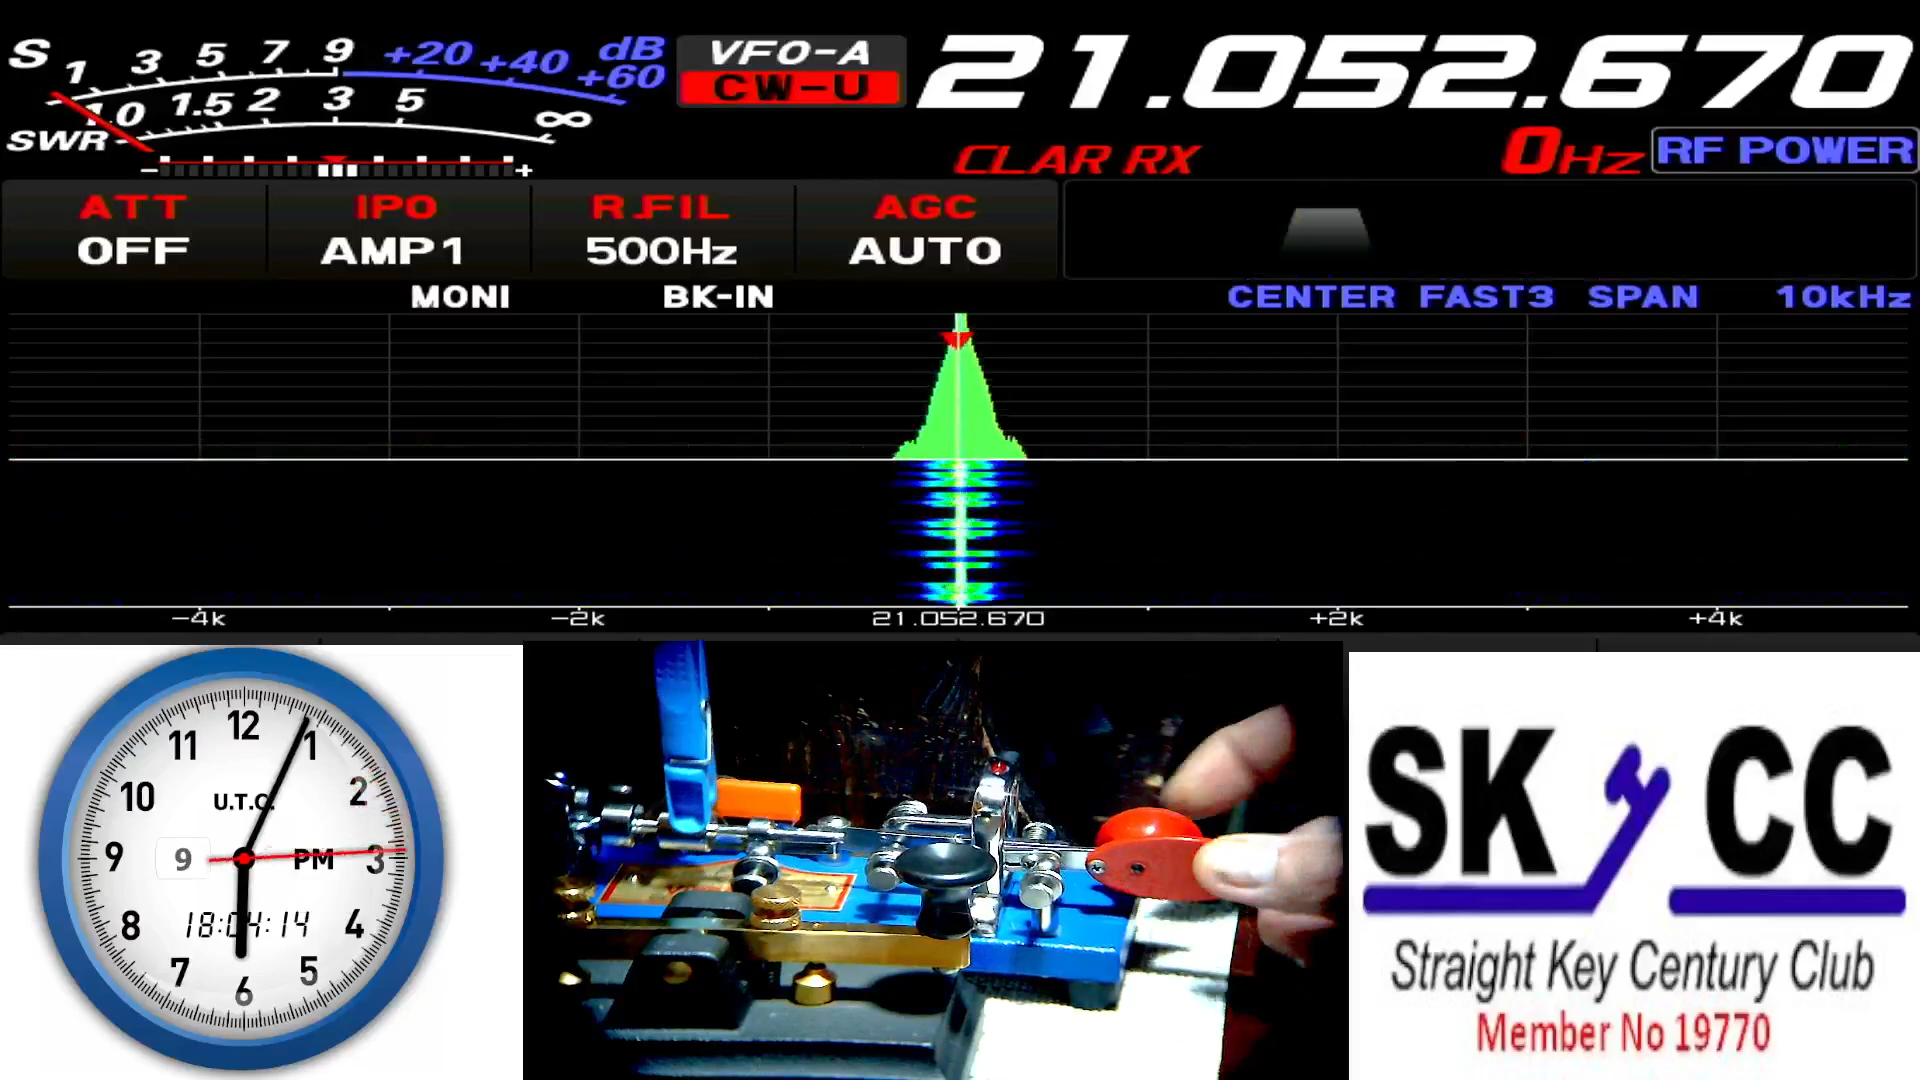 S 1 3 5 7 9 +20 +40 +60 dB
SWR 1.0 1.5 2 3 5 ∞
− +
VFO-A
CW-U
21.052.670
CLAR RX
0Hz
RF POWER
ATT IPO R.FIL AGC
OFF AMP1 500Hz AUTO
MONI BK-IN
CENTER FAST3 SPAN 10kHz
-4k -2k 21.052.670 +2k +4k
12 1 2 3 4 5 6 7 8 9 10 11
U.T.C.
9 PM
18:04:14
SK CC
Straight Key Century Club
Member No 19770